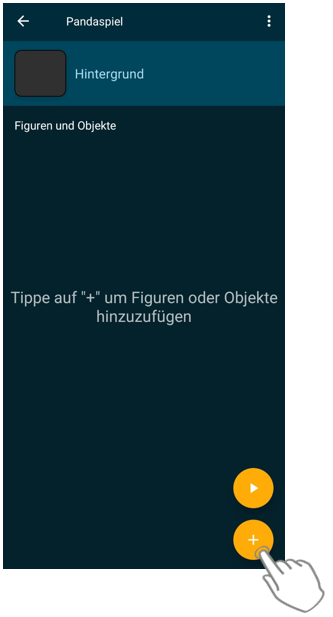 Pandaspiel
Hintergrund
Figuren und Objekte
Tippe auf "+" um Figuren oder Objekte
hinzuzufügen